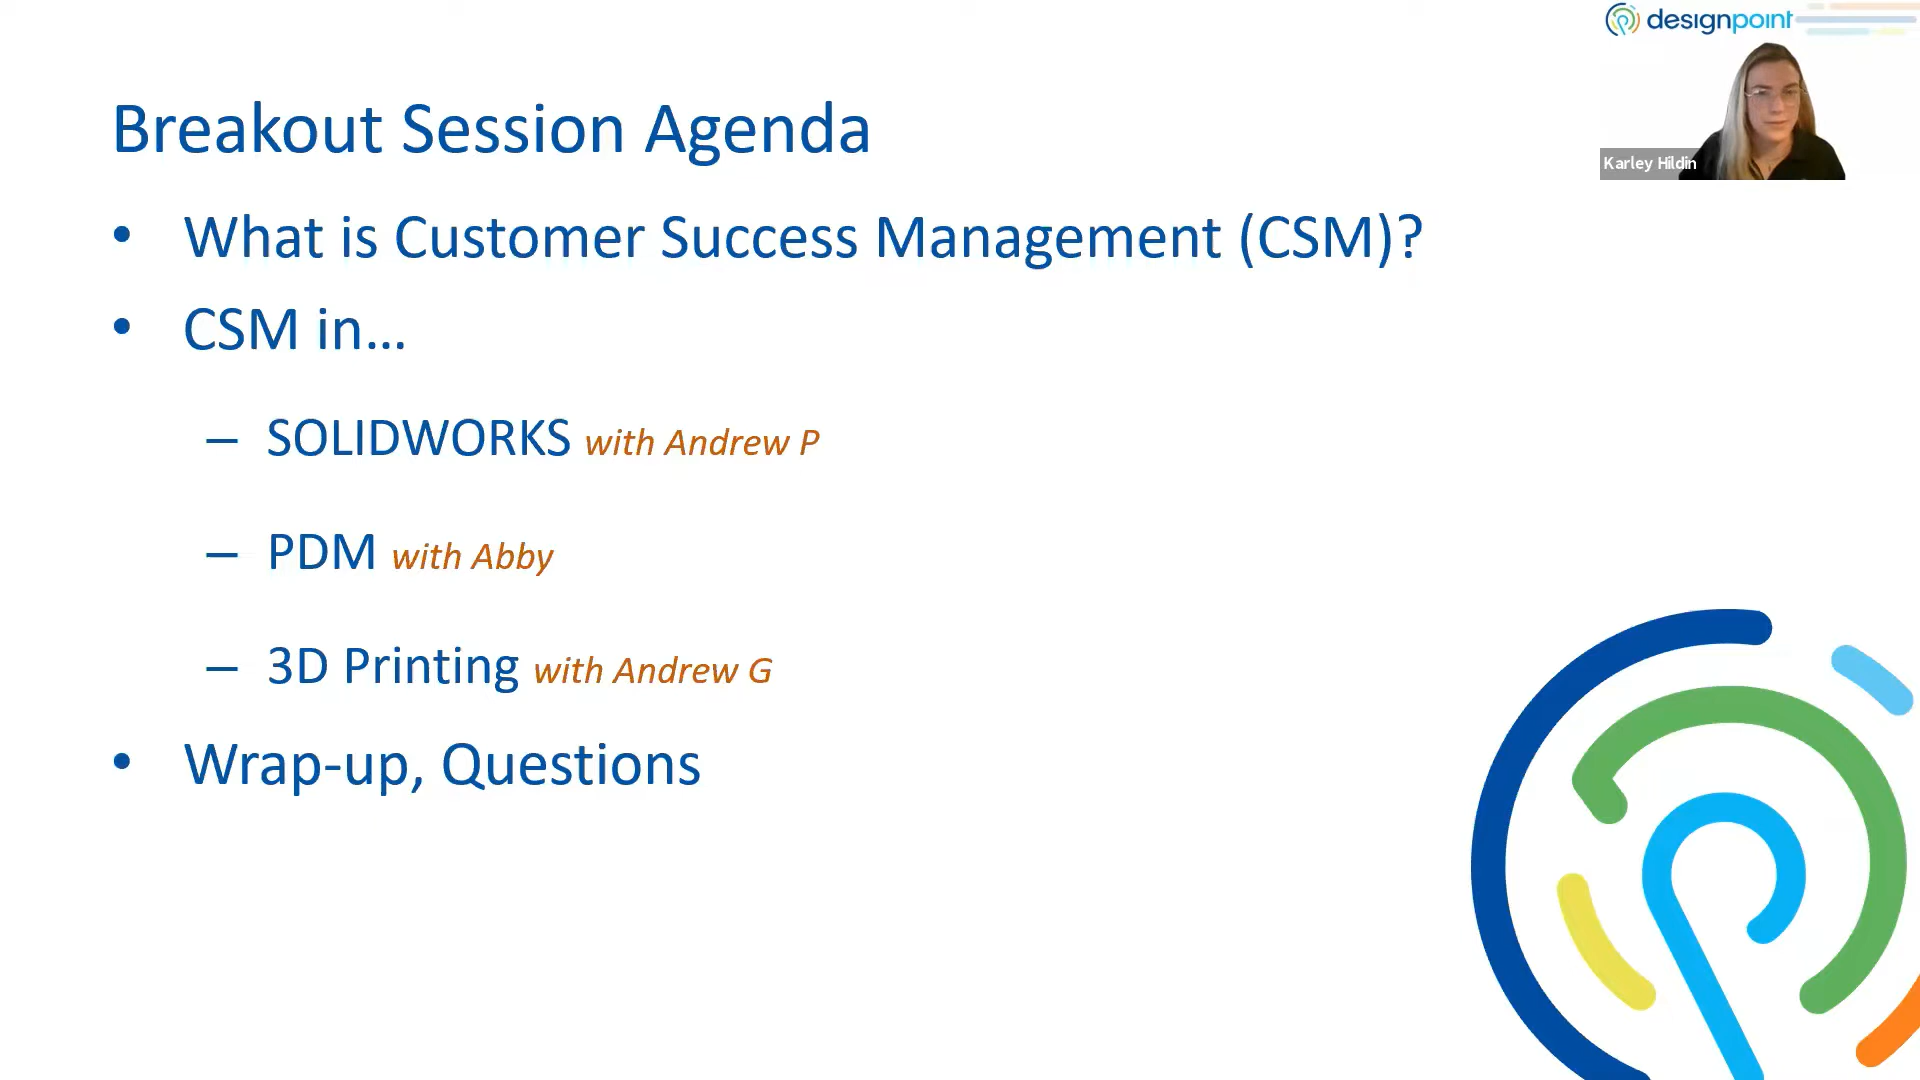 designpoint
Karley Hildin
Breakout Session Agenda
• What is Customer Success Management (CSM)?
• CSM in...
– SOLIDWORKS with Andrew P
– PDM with Abby
– 3D Printing with Andrew G
• Wrap-up, Questions